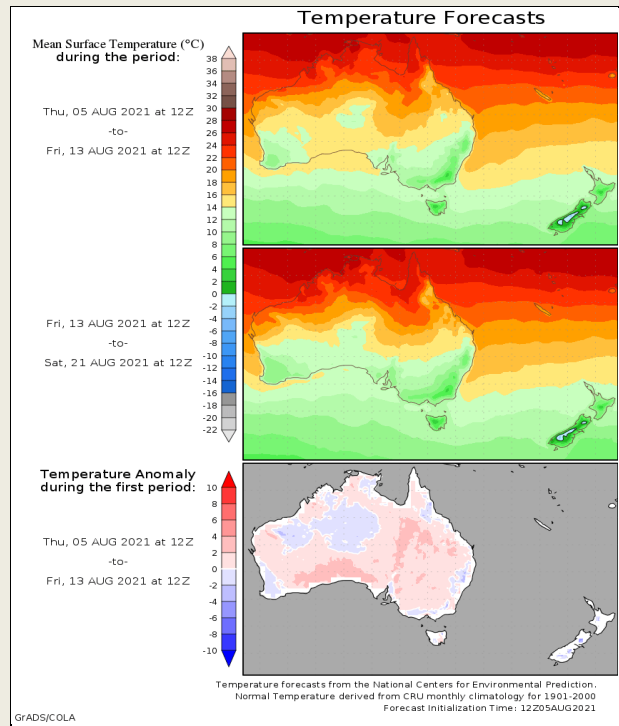 Temperature Forecasts
Mean Surface Temperature (°C)
during the period:
Thu, 05 AUG 2021 at 12Z
-to-
Fri, 13 AUG 2021 at 12Z
38
36
34
32
30
28
26
24
22
20
18
16
14
12
10
8
6
4
2
0
-2
-4
-6
-8
-10
-12
-14
-16
-18
-20
-22
Fri, 13 AUG 2021 at 12Z
-to-
Sat, 21 AUG 2021 at 12Z
Temperature Anomaly
during the first period:
Thu, 05 AUG 2021 at 12Z
-to-
Fri, 13 AUG 2021 at 12Z
10
8
6
4
2
0
-2
-4
-6
-8
-10
Temperature forecasts from the National Centers for Environmental Prediction.
Normal Temperature derived from CRU monthly climatology for 1901-2000
Forecast Initialization Time: 12Z05AUG2021
GrADS/COLA